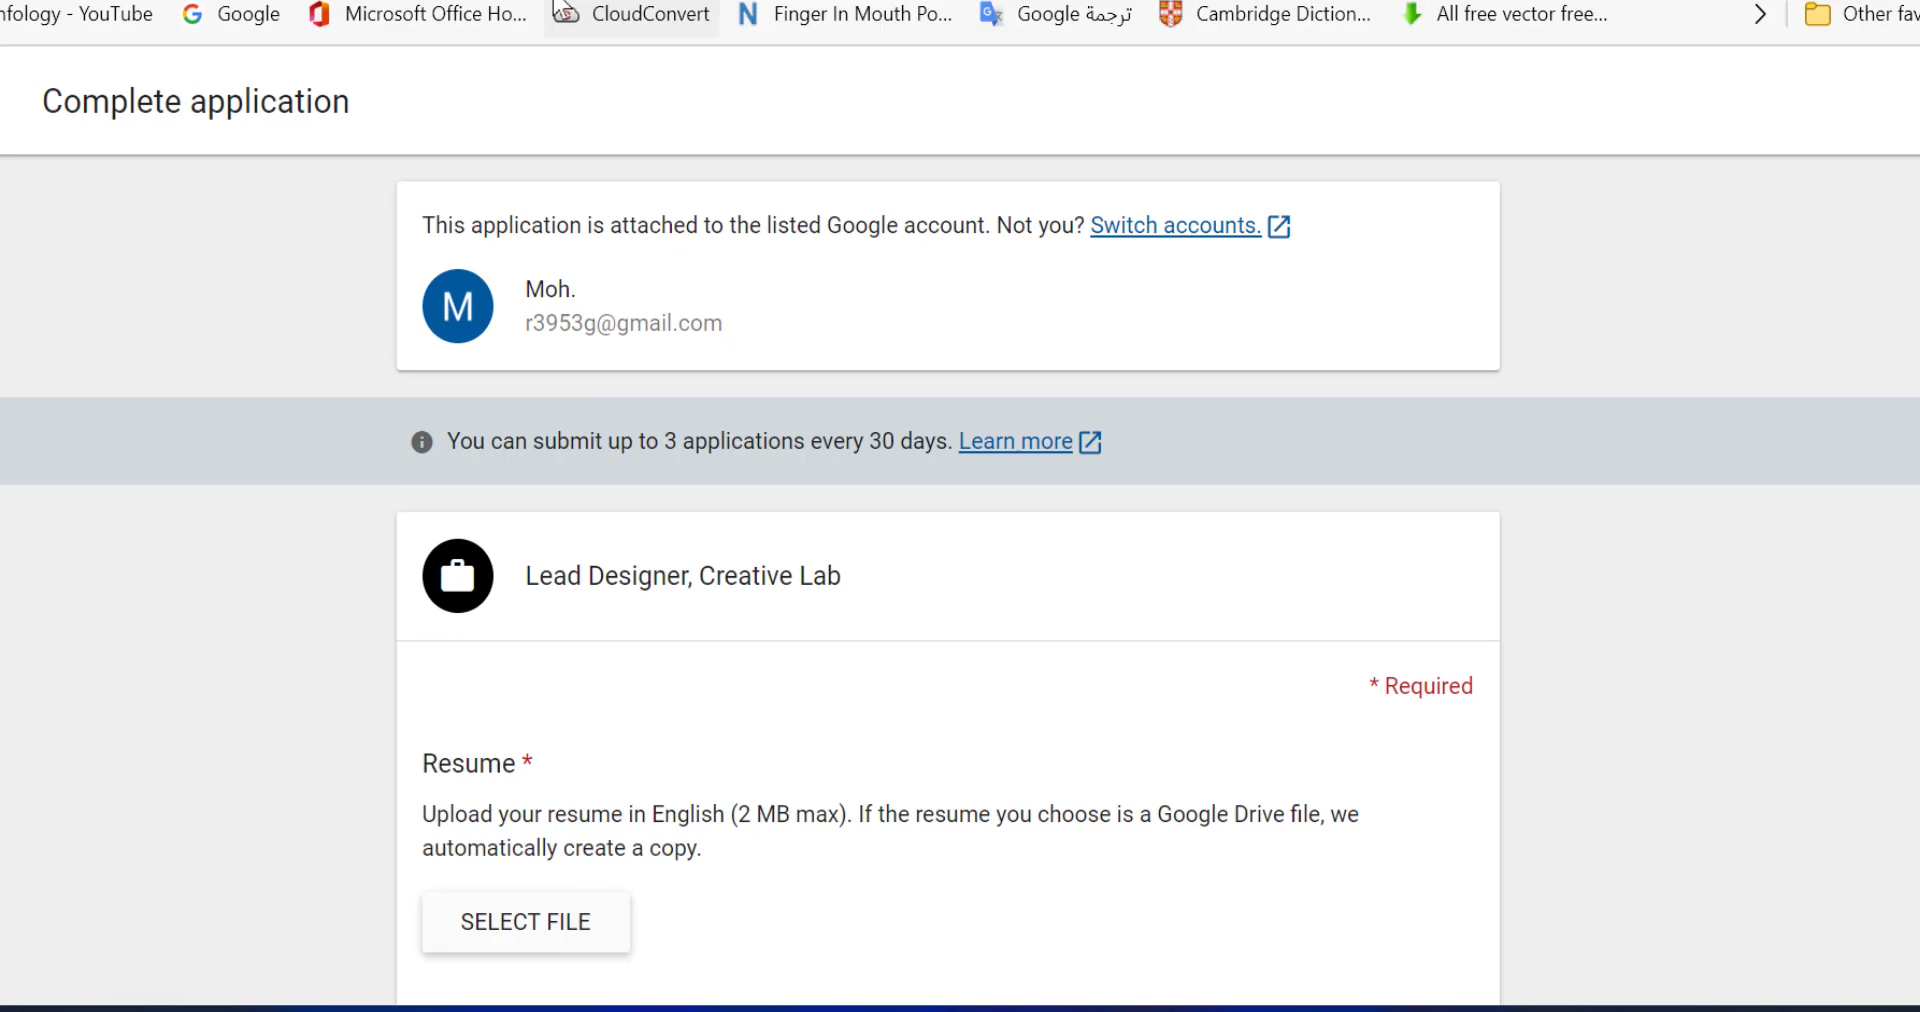 nfology - YouTube Google Microsoft Office Ho... CloudConvert Finger In Mouth Po... ترجمة Google Cambridge Diction... All free vector free... Other fav
Complete application
This application is attached to the listed Google account. Not you? Switch accounts.
M
Moh.
r3953g@gmail.com
You can submit up to 3 applications every 30 days. Learn more
Lead Designer, Creative Lab
* Required
Resume *
Upload your resume in English (2 MB max). If the resume you choose is a Google Drive file, we
automatically create a copy.
SELECT FILE